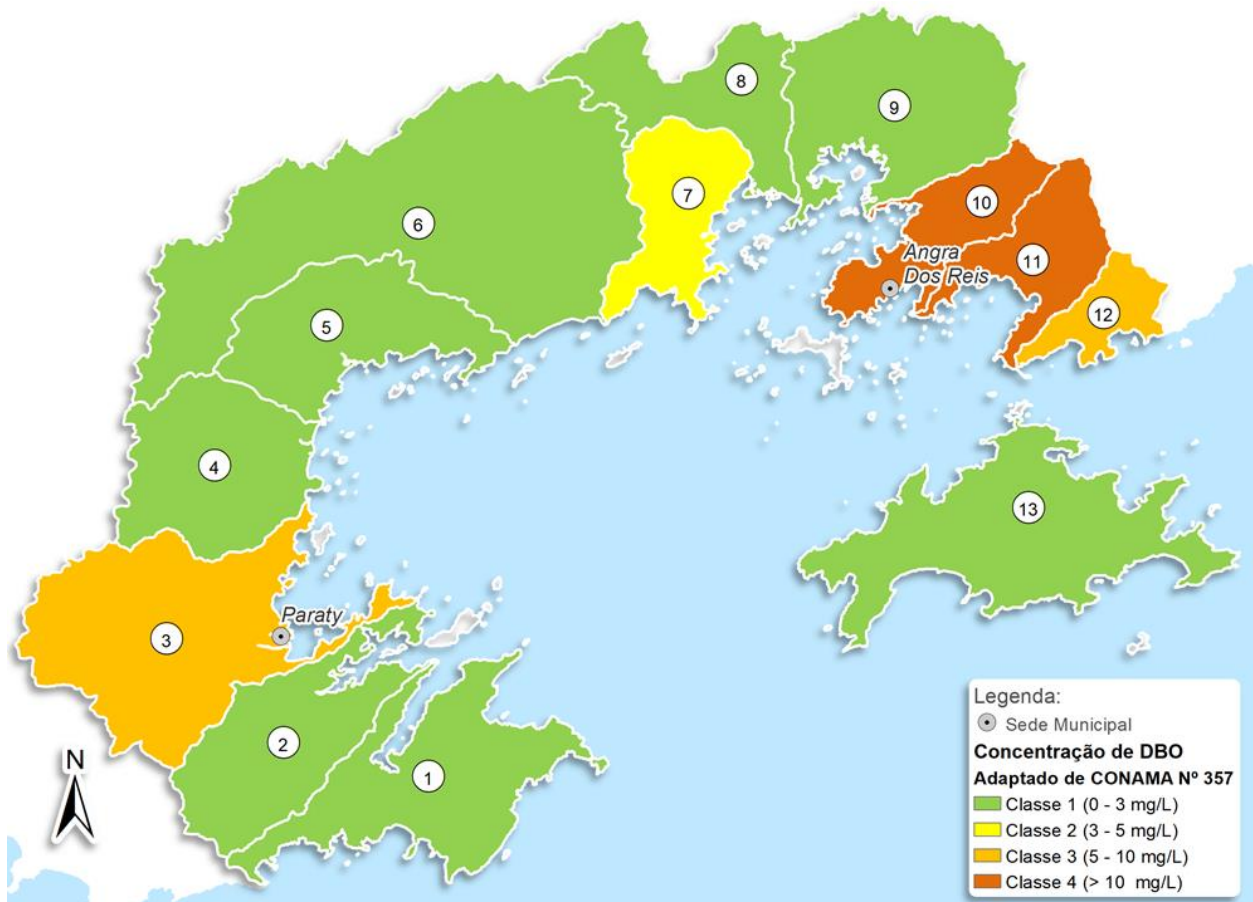 8
9
7
10
6
Angra
Dos Reis
11
5
12
4
13
Paraty
3
2
1
N
Legenda:
Sede Municipal
Concentração de DBO
Adaptado de CONAMA Nº 357
Classe 1 (0 - 3 mg/L)
Classe 2 (3 - 5 mg/L)
Classe 3 (5 - 10 mg/L)
Classe 4 (> 10 mg/L)